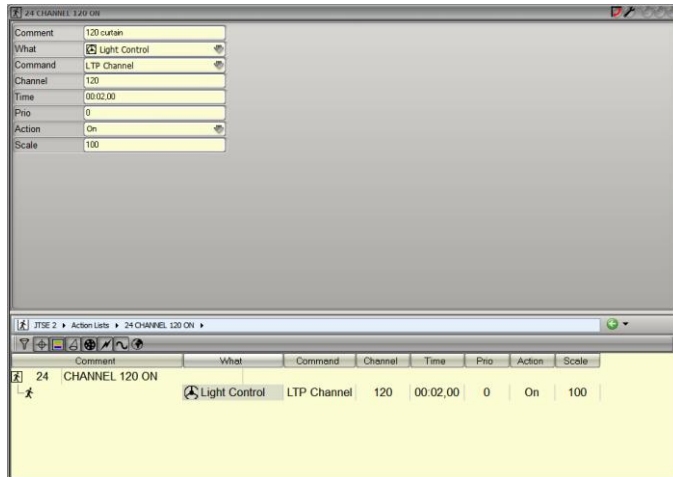 24 CHANNEL 120 ON
Comment 120 curtain
What Light Control
Command LTP Channel
Channel 120
Time 00:02,00
Prio 0
Action On
Scale 100
JTSE 2 Action Lists 24 CHANNEL 120 ON
Comment What Command Channel Time Prio Action Scale
24 CHANNEL 120 ON
Light Control LTP Channel 120 00:02,00 0 On 100